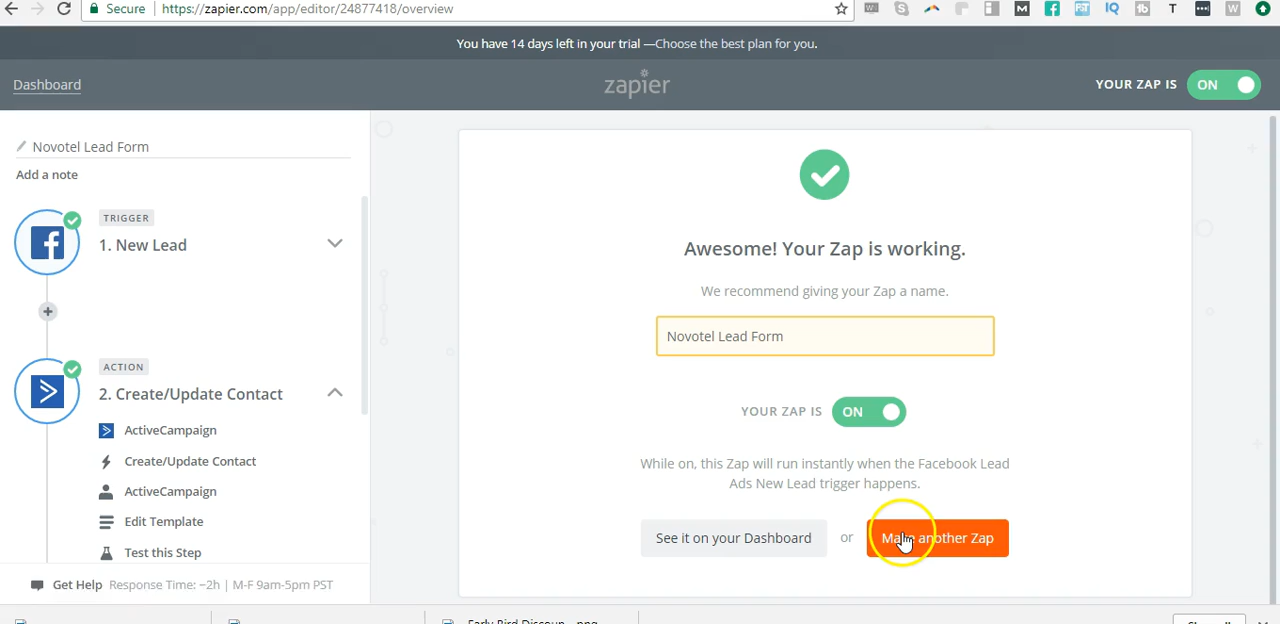 Secure https://zapier.com/app/editor/24877418/overview
You have 14 days left in your trial —Choose the best plan for you.
Dashboard
zapier
YOUR ZAP IS ON
Novotel Lead Form
Add a note
TRIGGER
1. New Lead
ACTION
2. Create/Update Contact
ActiveCampaign
Create/Update Contact
ActiveCampaign
Edit Template
Test this Step
Get Help Response Time: ~2h | M-F 9am-5pm PST
Awesome! Your Zap is working.
We recommend giving your Zap a name.
Novotel Lead Form
YOUR ZAP IS ON
While on, this Zap will run instantly when the Facebook Lead
Ads New Lead trigger happens.
See it on your Dashboard or Make another Zap